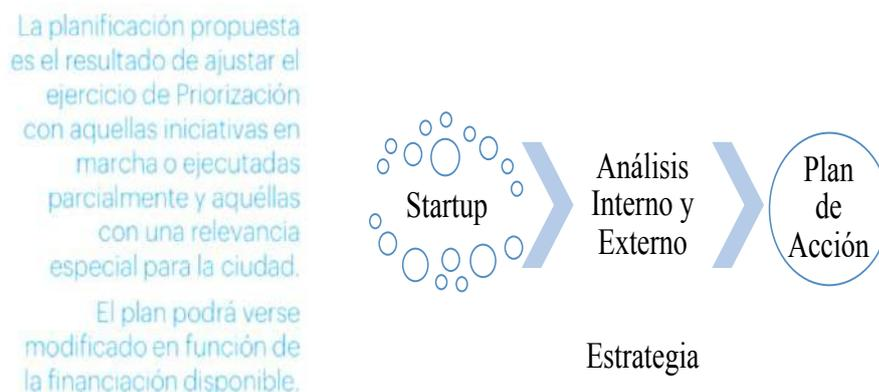 La planificación propuesta
es el resultado de ajustar el
ejercicio de Priorización
con aquellas iniciativas en
marcha o ejecutadas
parcialmente y aquéllas
con una relevancia
especial para la ciudad.
El plan podrá verse
modificado en función de
la financiación disponible.
Startup
Análisis
Interno y
Externo
Plan
de
Acción
Estrategia